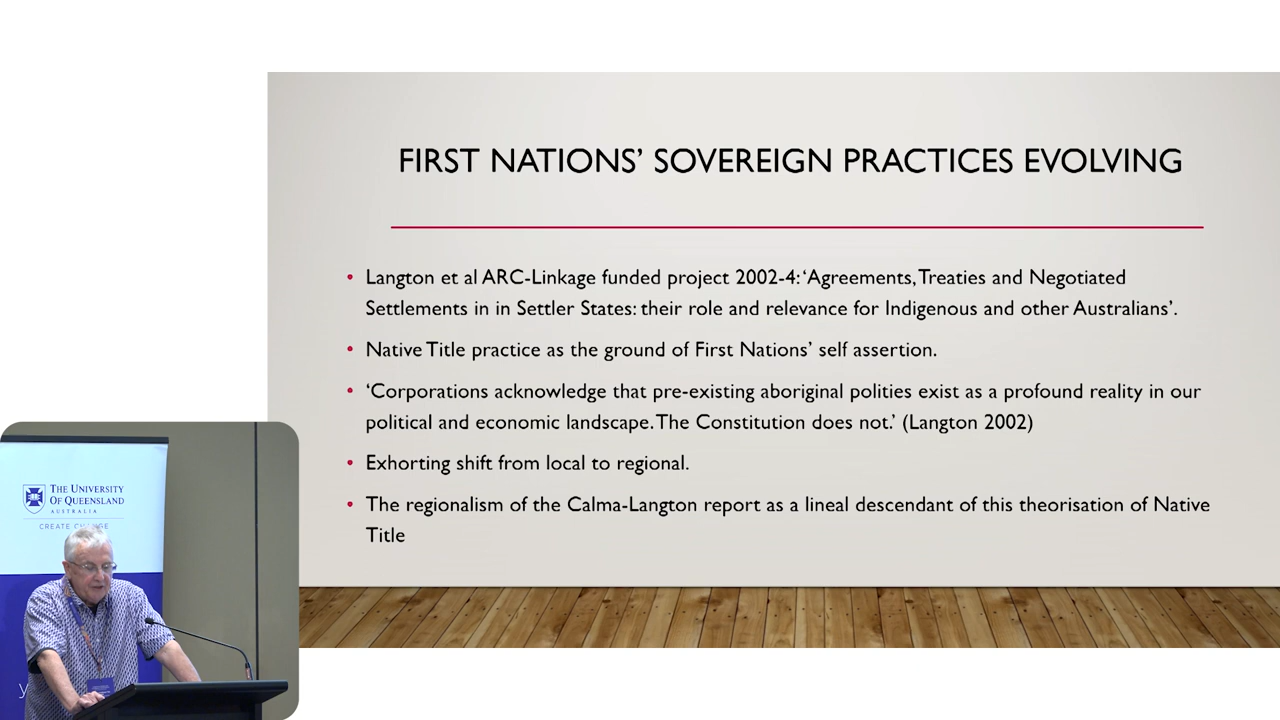 FIRST NATIONS’ SOVEREIGN PRACTICES EVOLVING
• Langton et al ARC-Linkage funded project 2002-4: ‘Agreements, Treaties and Negotiated
Settlements in in Settler States: their role and relevance for Indigenous and other Australians’.
• Native Title practice as the ground of First Nations’ self assertion.
• ‘Corporations acknowledge that pre-existing aboriginal polities exist as a profound reality in our
political and economic landscape. The Constitution does not.’ (Langton 2002)
• Exhorting shift from local to regional.
• The regionalism of the Calma-Langton report as a lineal descendant of this theorisation of Native
Title
THE UNIVERSITY
OF QUEENSLAND
AUSTRALIA
CREATE CHANGE